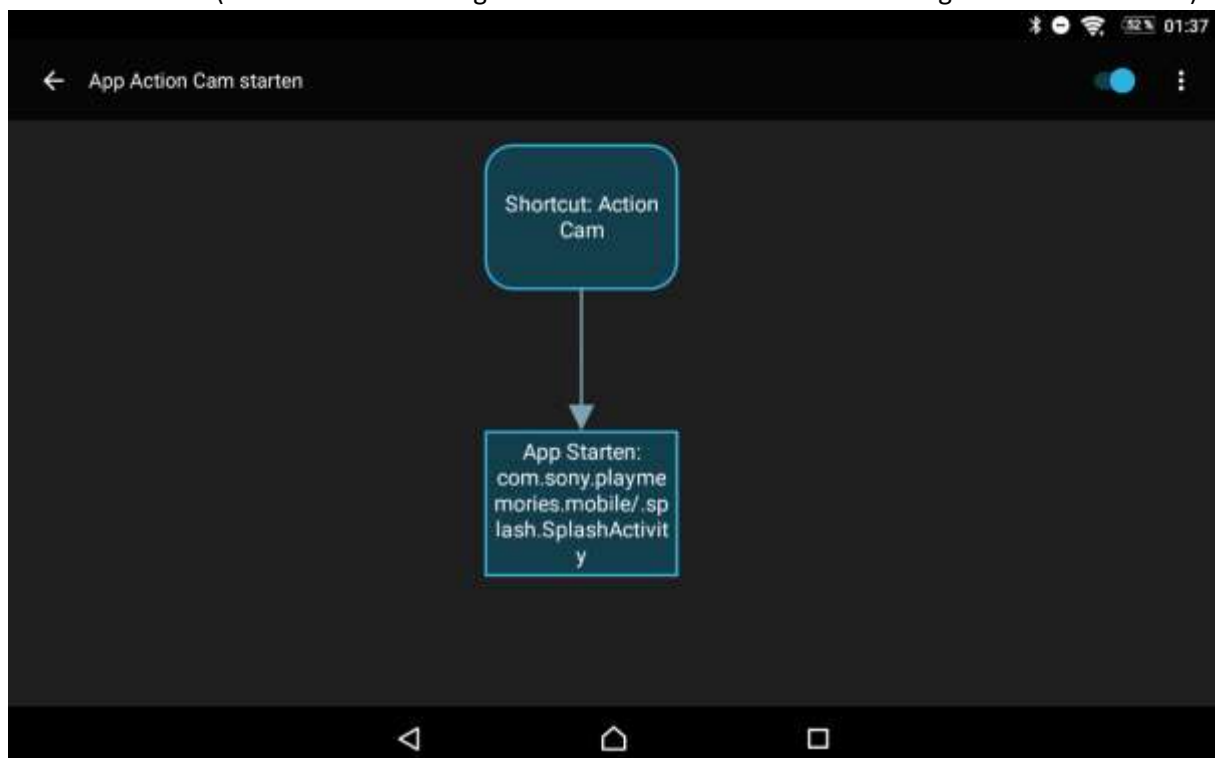 52% 01:37
App Action Cam starten
Shortcut: Action
Cam
App Starten:
com.sony.playme
mories.mobile/.sp
lash.SplashActivit
y